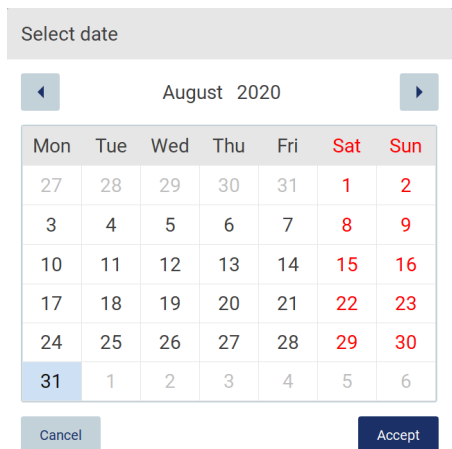 Select date
August 2020
Mon Tue Wed Thu Fri Sat Sun
27 28 29 30 31 1 2
3 4 5 6 7 8 9
10 11 12 13 14 15 16
17 18 19 20 21 22 23
24 25 26 27 28 29 30
31 1 2 3 4 5 6
Cancel Accept